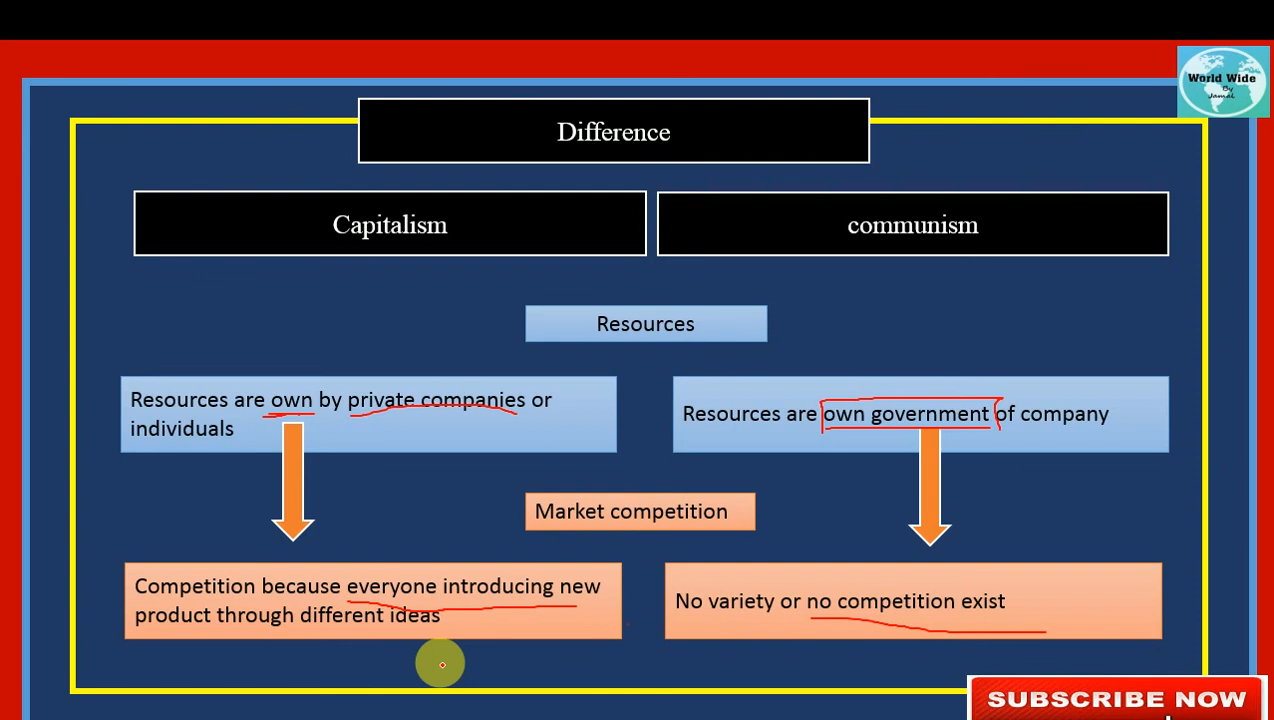 World Wide
By
Jamal
Difference
Capitalism
communism
Resources
Resources are own by private companies or
individuals
Resources are own government of company
Market competition
Competition because everyone introducing new
product through different ideas
No variety or no competition exist
SUBSCRIBE NOW